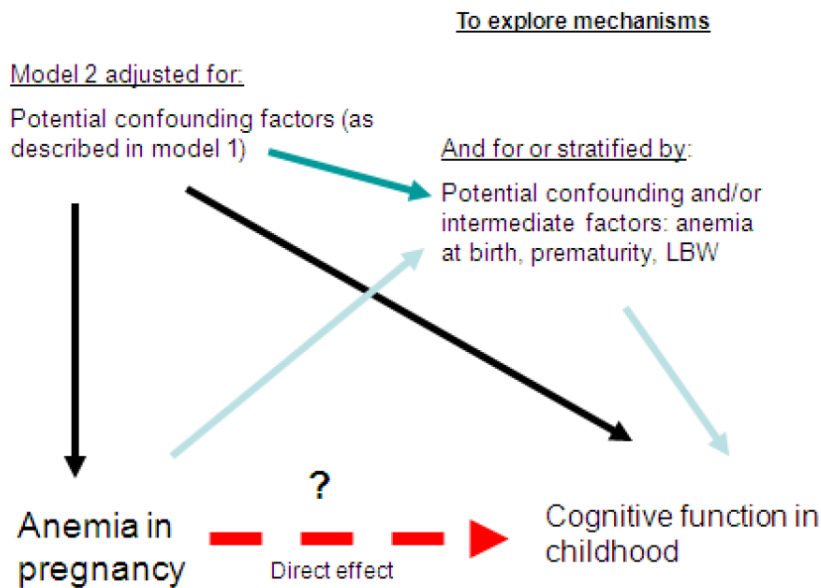 To explore mechanisms
Model 2 adjusted for:
Potential confounding factors (as
described in model 1)
And for or stratified by:
Potential confounding and/or
intermediate factors: anemia
at birth, prematurity, LBW
?
Anemia in
pregnancy
Direct effect
Cognitive function in
childhood